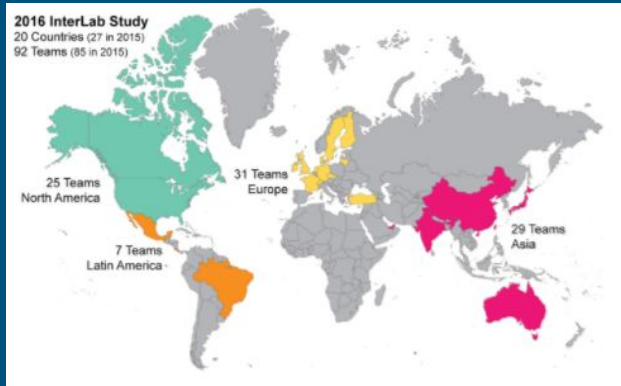 2016 InterLab Study
20 Countries (27 in 2015)
92 Teams (85 in 2015)
25 Teams
North America
31 Teams
Europe
7 Teams
Latin America
29 Teams
Asia